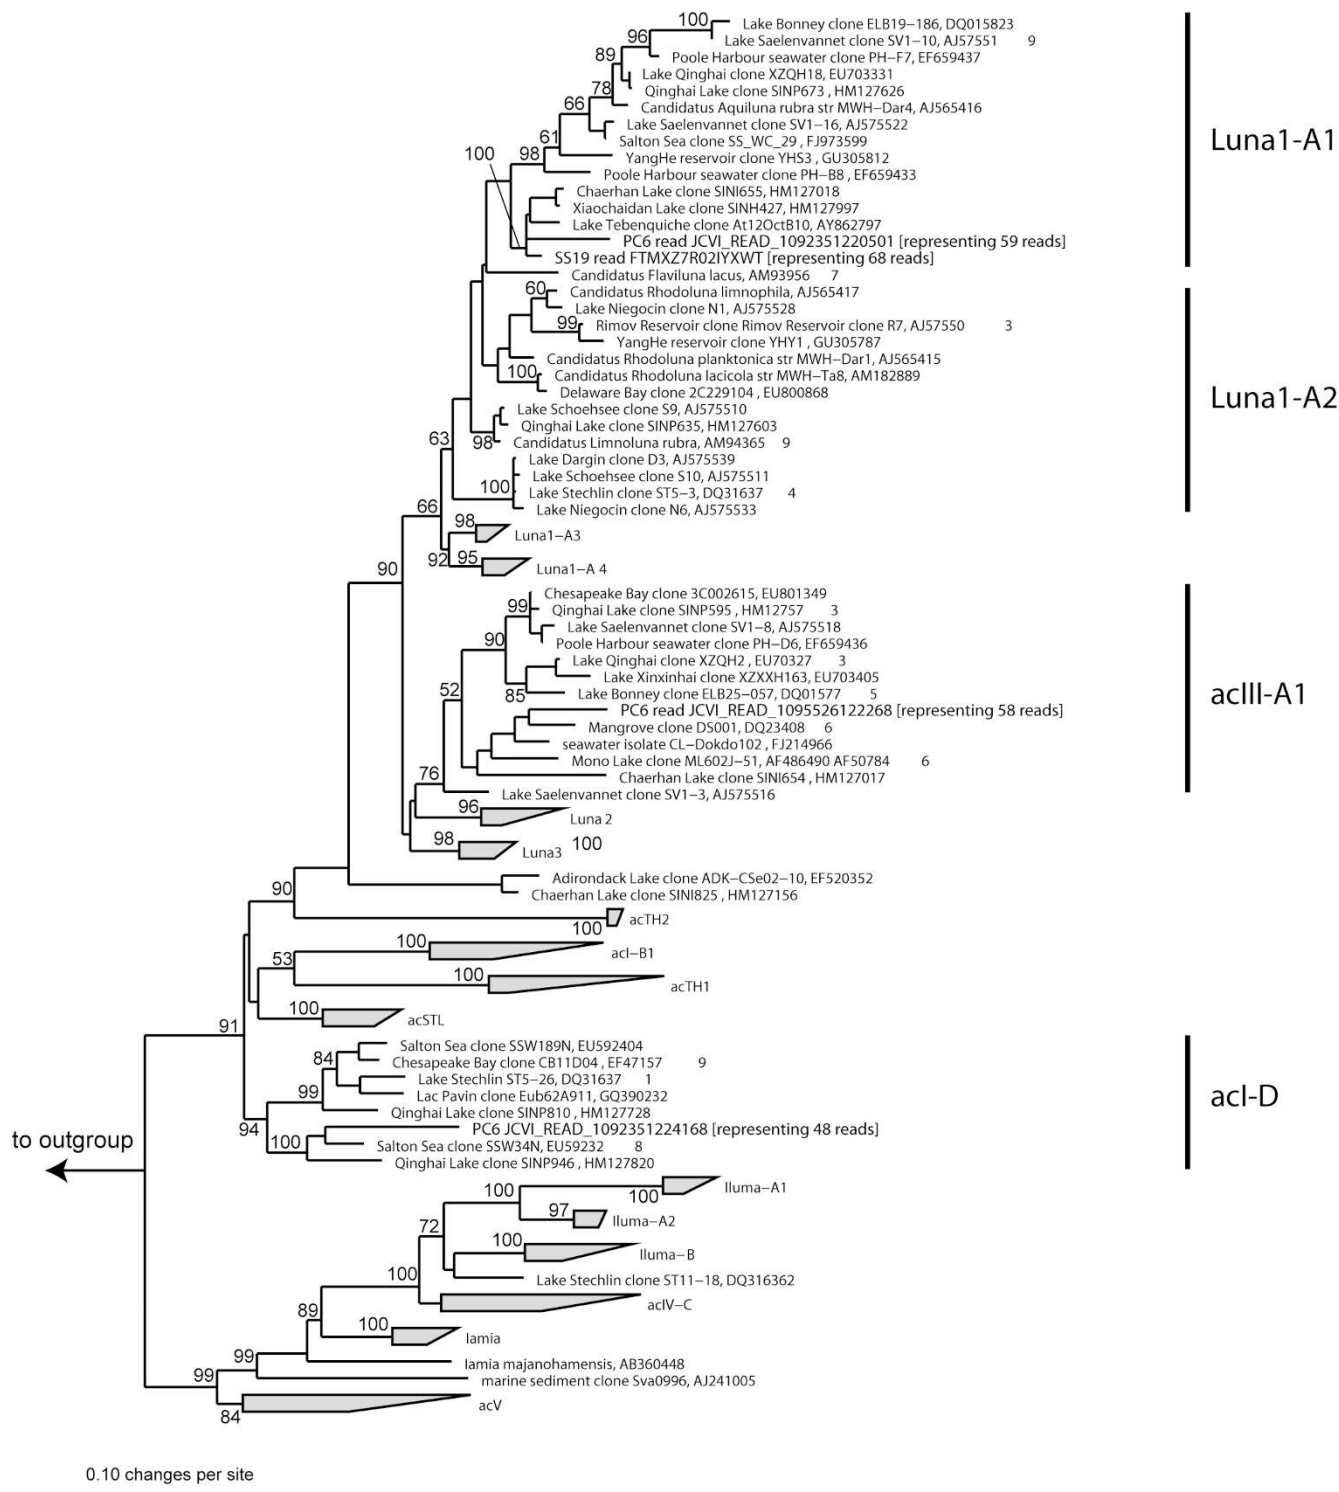 100 Lake Bonney clone ELB19−186, DQ015823
96 Lake Saelenvannet clone SV1−10, AJ57551 9
89 Poole Harbour seawater clone PH−F7, EF659437
Lake Qinghai clone XZQH18, EU703331
78 Qinghai Lake clone SINP673 , HM127626
66 Candidatus Aquiluna rubra str MWH−Dar4, AJ565416
Lake Saelenvannet clone SV1−16, AJ575522
61 Salton Sea clone SS_WC_29 , FJ973599
100 98 YangHe reservoir clone YHS3 , GU305812
Poole Harbour seawater clone PH−B8 , EF659433
Chaerhan Lake clone SINI655, HM127018
Xiaochaidan Lake clone SINH427, HM127997
Lake Tebenquiche clone At12OctB10, AY862797
PC6 read JCVI_READ_1092351220501 [representing 59 reads]
SS19 read FTMXZ7R02IYXWT [representing 68 reads]
Luna1-A1
Candidatus Flaviluna lacus, AM93956 7
60 Candidatus Rhodoluna limnophila, AJ565417
Lake Niegocin clone N1, AJ575528
99 Rimov Reservoir clone Rimov Reservoir clone R7, AJ57550 3
YangHe reservoir clone YHY1 , GU305787
Candidatus Rhodoluna planktonica str MWH−Dar1, AJ565415
100 Candidatus Rhodoluna lacicola str MWH−Ta8, AM182889
Delaware Bay clone 2C229104 , EU800868
Lake Schoehsee clone S9, AJ575510
Qinghai Lake clone SINP635, HM127603
63 98 Candidatus Limnoluna rubra, AM94365 9
Lake Dargin clone D3, AJ575539
Lake Schoehsee clone S10, AJ575511
100 Lake Stechlin clone ST5−3, DQ31637 4
66 Lake Niegocin clone N6, AJ575533
Luna1-A2
98 Luna1−A3
92 95 Luna1−A 4
90
Chesapeake Bay clone 3C002615, EU801349
99 Qinghai Lake clone SINP595 , HM12757 3
Lake Saelenvannet clone SV1−8, AJ575518
90 Poole Harbour seawater clone PH−D6, EF659436
Lake Qinghai clone XZQH2 , EU70327 3
Lake Xinxinhai clone XZXXH163, EU703405
52 85 Lake Bonney clone ELB25−057, DQ01577 5
PC6 read JCVI_READ_1095526122268 [representing 58 reads]
Mangrove clone DS001, DQ23408 6
seawater isolate CL−Dokdo102 , FJ214966
Mono Lake clone ML602J−51, AF486490 AF50784 6
76 Chaerhan Lake clone SINI654 , HM127017
acIII-A1
Lake Saelenvannet clone SV1−3, AJ575516
96 Luna 2
98 Luna3 100
Adirondack Lake clone ADK−CSe02−10, EF520352
90 Chaerhan Lake clone SINI825 , HM127156
100 acTH2
100 acI−B1
53
100 acTH1
100 acSTL
91
Salton Sea clone SSW189N, EU592404
84 Chesapeake Bay clone CB11D04 , EF47157 9
Lake Stechlin ST5−26, DQ31637 1
99 Lac Pavin clone Eub62A911, GQ390232
Qinghai Lake clone SINP810 , HM127728
94 PC6 JCVI_READ_1092351224168 [representing 48 reads]
100 Salton Sea clone SSW34N, EU59232 8
Qinghai Lake clone SINP946 , HM127820
acI-D
to outgroup
100 100 Iluma−A1
97 Iluma−A2
72
100 Iluma−B
100 Lake Stechlin clone ST11−18, DQ316362
acIV−C
89
100 Iamia
99 Iamia majanohamensis, AB360448
99 marine sediment clone Sva0996, AJ241005
84 acV
0.10 changes per site